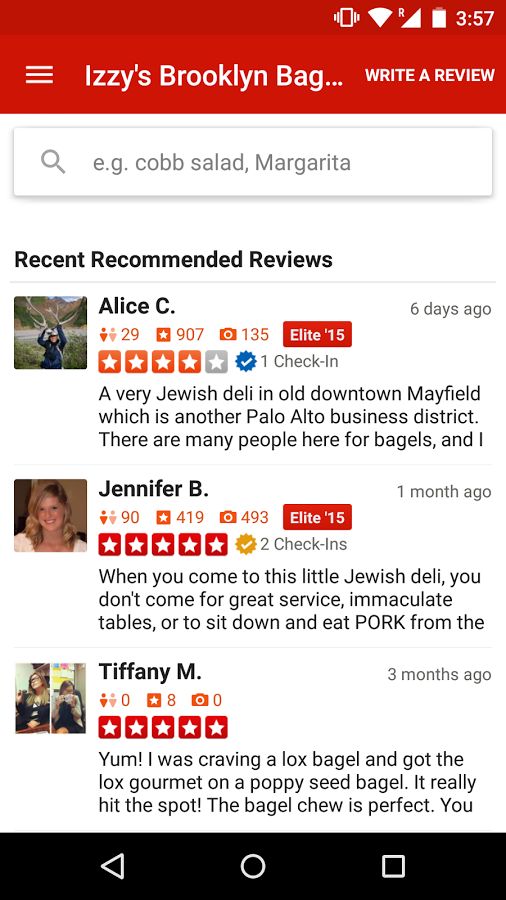 R 3:57
Izzy's Brooklyn Bag... WRITE A REVIEW
e.g. cobb salad, Margarita
Recent Recommended Reviews
Alice C. 6 days ago
29 907 135 Elite '15
1 Check-In
A very Jewish deli in old downtown Mayfield
which is another Palo Alto business district.
There are many people here for bagels, and I
Jennifer B. 1 month ago
90 419 493 Elite '15
2 Check-Ins
When you come to this little Jewish deli, you
don't come for great service, immaculate
tables, or to sit down and eat PORK from the
Tiffany M. 3 months ago
0 8 0
Yum! I was craving a lox bagel and got the
lox gourmet on a poppy seed bagel. It really
hit the spot! The bagel chew is perfect. You